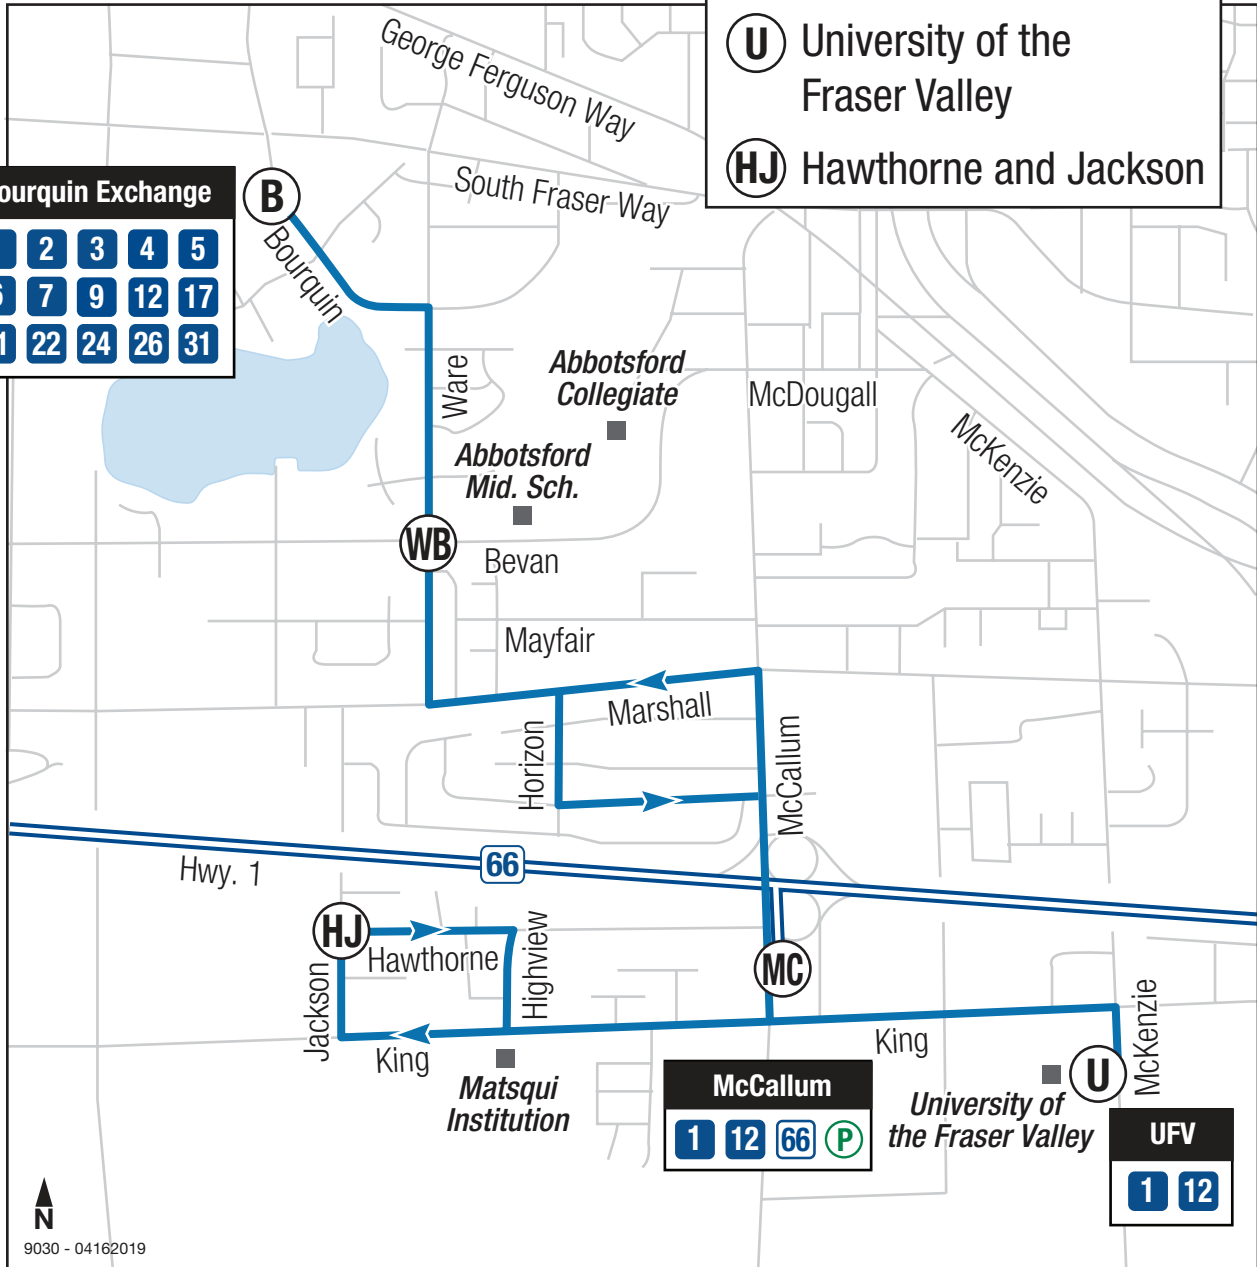 U University of the
Fraser Valley
HJ Hawthorne and Jackson
George Ferguson Way
South Fraser Way
ourquin Exchange
2 3 4 5
7 9 12 17
22 24 26 31
B
Bourquin
Ware
Abbotsford
Collegiate
McDougall
McKenzie
Abbotsford
Mid. Sch.
WB
Bevan
Mayfair
Marshall
Horizon
McCallum
66
Hwy. 1
HJ
Hawthorne
Highview
Jackson
MC
King
King
McKenzie
Matsqui
Institution
McCallum
1 12 66 P
U
University of
the Fraser Valley
UFV
1 12
N
9030 - 04162019